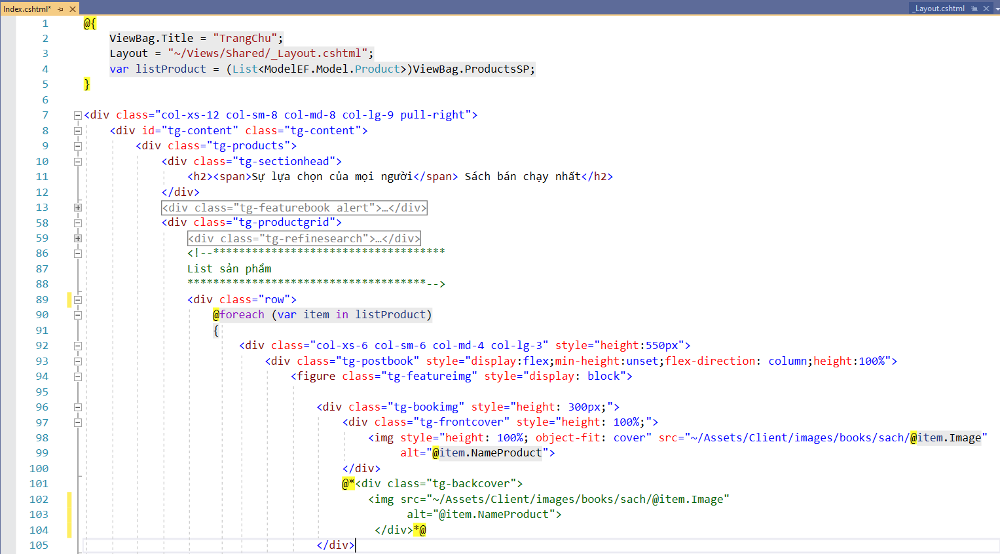 Index.cshtml*
_Layout.cshtml
1 @{
2 ViewBag.Title = "TrangChu";
3 Layout = "~/Views/Shared/_Layout.cshtml";
4 var listProduct = (List<ModelEF.Model.Product>)ViewBag.ProductsSP;
5 }
6
7 <div class="col-xs-12 col-sm-8 col-md-8 col-lg-9 pull-right">
8 <div id="tg-content" class="tg-content">
9 <div class="tg-products">
10 <div class="tg-sectionhead">
11 <h2><span>Sự lựa chọn của mọi người</span> Sách bán chạy nhất</h2>
12 </div>
13 <div class="tg-featurebook alert">…</div>
58 <div class="tg-productgrid">
59 <div class="tg-refinesearch">…</div>
86 <!--************************************
87 List sản phẩm
88 *************************************-->
89 <div class="row">
90 @foreach (var item in listProduct)
91 {
92 <div class="col-xs-6 col-sm-6 col-md-4 col-lg-3" style="height:550px">
93 <div class="tg-postbook" style="display:flex;min-height:unset;flex-direction: column;height:100%">
94 <figure class="tg-featureimg" style="display: block">
95
96 <div class="tg-bookimg" style="height: 300px;">
97 <div class="tg-frontcover" style="height: 100%;">
98 <img style="height: 100%; object-fit: cover" src="~/Assets/Client/images/books/sach/@item.Image"
99 alt="@item.NameProduct">
100 </div>
101 @*<div class="tg-backcover">
102 <img src="~/Assets/Client/images/books/sach/@item.Image"
103 alt="@item.NameProduct">
104 </div>*@
105 </div>